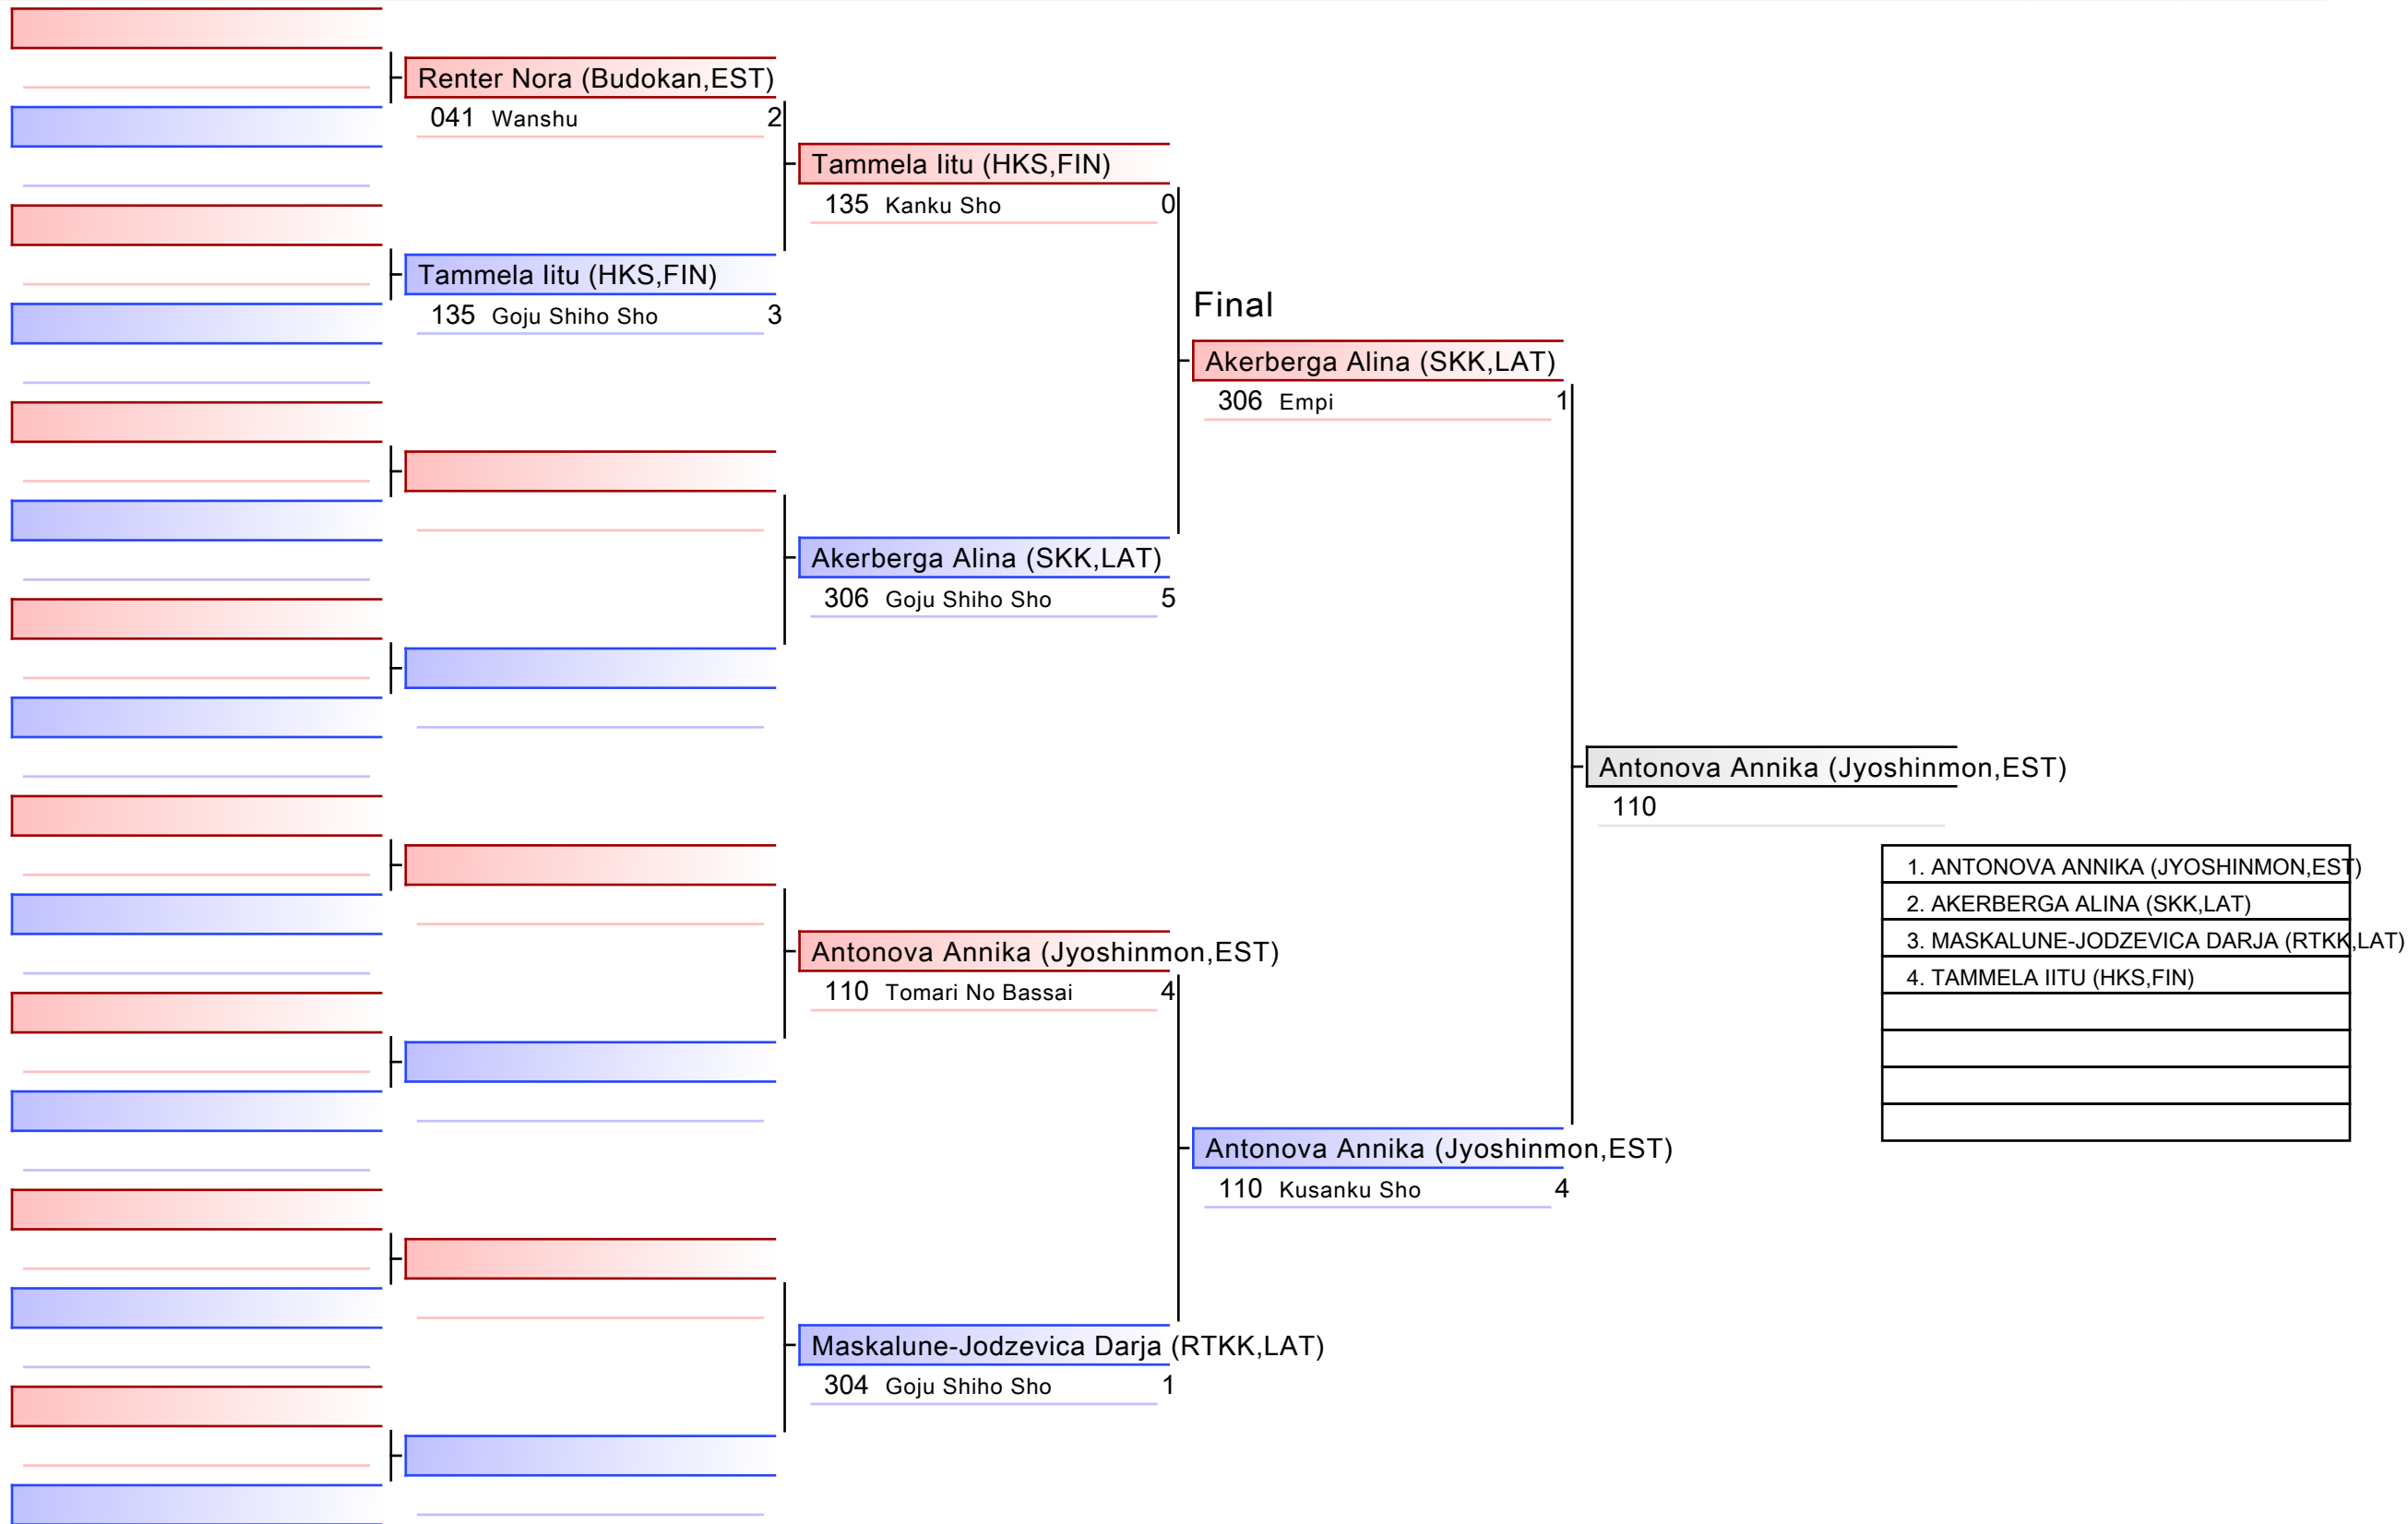 Renter Nora (Budokan,EST)
041 Wanshu 2
Tammela Iitu (HKS,FIN)
135 Goju Shiho Sho 3
Tammela Iitu (HKS,FIN)
135 Kanku Sho 0
Akerberga Alina (SKK,LAT)
306 Goju Shiho Sho 5
Antonova Annika (Jyoshinmon,EST)
110 Tomari No Bassai 4
Maskalune-Jodzevica Darja (RTKK,LAT)
304 Goju Shiho Sho 1
Final
Akerberga Alina (SKK,LAT)
306 Empi 1
Antonova Annika (Jyoshinmon,EST)
110 Kusanku Sho 4
Antonova Annika (Jyoshinmon,EST)
110
1. ANTONOVA ANNIKA (JYOSHINMON,EST)
2. AKERBERGA ALINA (SKK,LAT)
3. MASKALUNE-JODZEVICA DARJA (RTKK,LAT)
4. TAMMELA IITU (HKS,FIN)